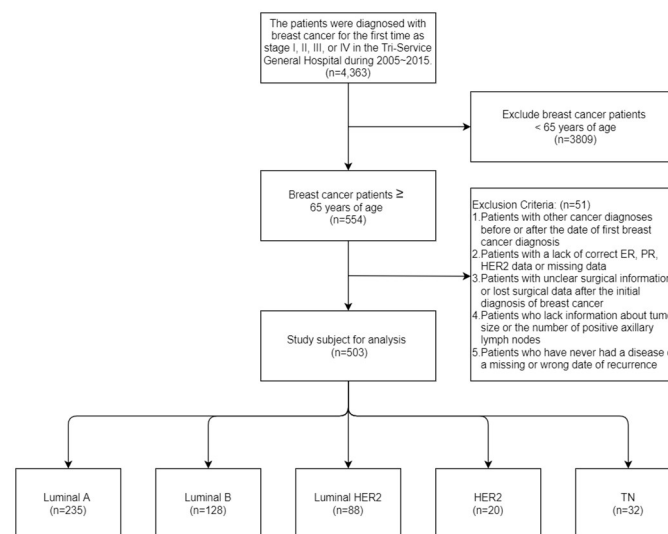 The patients were diagnosed with
breast cancer for the first time as
stage I, II, III, or IV in the Tri-Service
General Hospital during 2005~2015.
(n=4,363)
Exclude breast cancer patients
< 65 years of age
(n=3809)
Breast cancer patients ≥
65 years of age
(n=554)
Exclusion Criteria: (n=51)
1.Patients with other cancer diagnoses
before or after the date of first breast
cancer diagnosis
2.Patients with a lack of correct ER, PR,
HER2 data or missing data
3.Patients with unclear surgical information
or lost surgical data after the initial
diagnosis of breast cancer
4.Patients who lack information about
size or the number of positive axillary
lymph nodes
5.Patients who have never had a disease
a missing or wrong date of recurrence
Study subject for analysis
(n=503)
Luminal A
(n=235)
Luminal B
(n=128)
Luminal HER2
(n=88)
HER2
(n=20)
TN
(n=32)